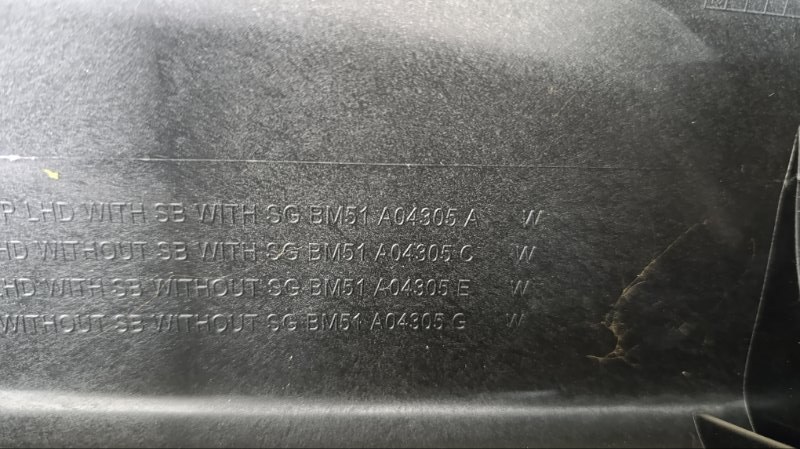 P LHD WITH SB WITH SG BM51 A04305 A W
HD WITHOUT SB WITH SG BM51 A04305 C W
HD WITH SB WITHOUT SG BM51 A04305 E W
WITHOUT SB WITHOUT SG BM51 A04305 G W